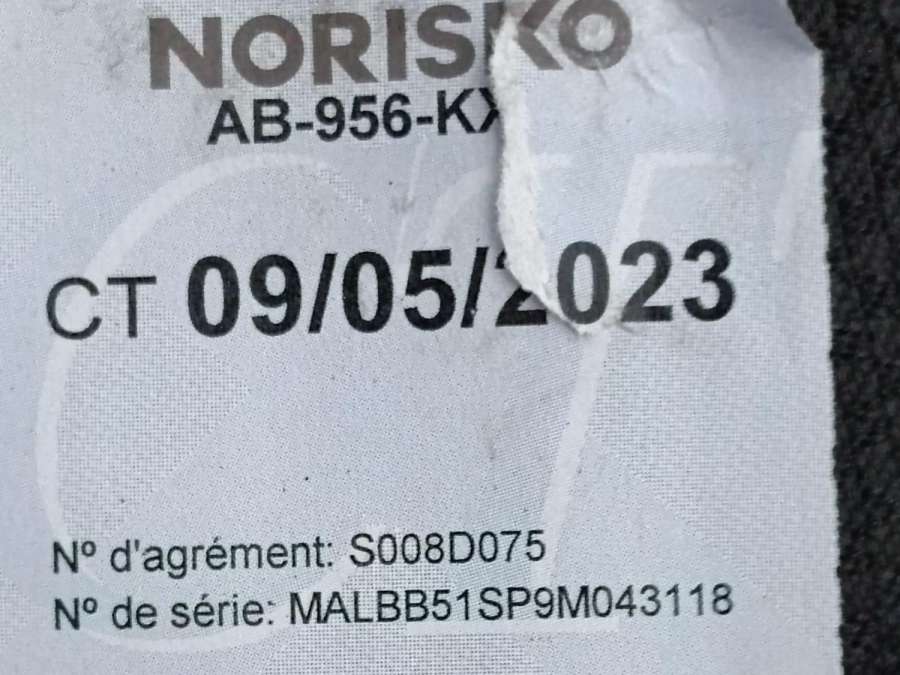 NORISKO
AB-956-KX
CT 09/05/2023
N° d'agrément: S008D075
N° de série: MALBB51SP9M043118